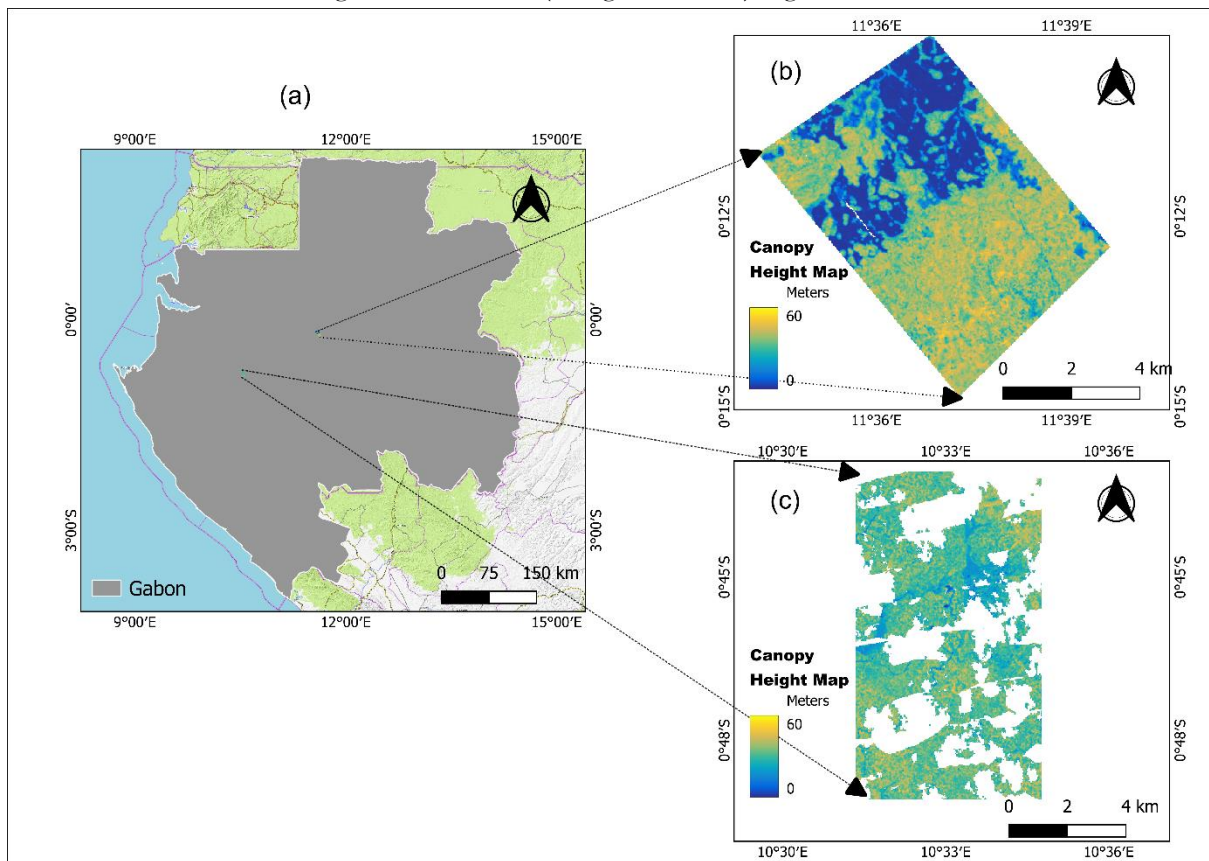 (a)
9°00′E 12°00′E 15°00′E
0°00′ 0°00′
3°00′S 3°00′S
0 75 150 km
Gabon
9°00′E 12°00′E 15°00′E
11°36′E 11°39′E
(b)
0°12′S 0°12′S
Canopy
Height Map
Meters
60
0
0 2 4 km
0°15′S 0°15′S
11°36′E 11°39′E
10°30′E 10°33′E 10°36′E
(c)
0°45′S 0°45′S
Canopy
Height Map
Meters
60
0
0°48′S 0°48′S
0 2 4 km
10°30′E 10°33′E 10°36′E